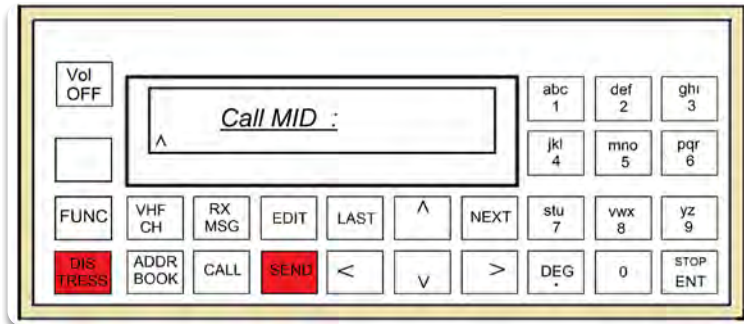 Vol
OFF
Call MID :
^
abc
1
def
2
ghi
3
jkl
4
mno
5
pqr
6
FUNC
VHF
CH
RX
MSG
EDIT
LAST
^
NEXT
stu
7
vwx
8
yz
9
DIS
TRESS
ADDR
BOOK
CALL
SEND
<
v
>
DEG
.
0
STOP
ENT